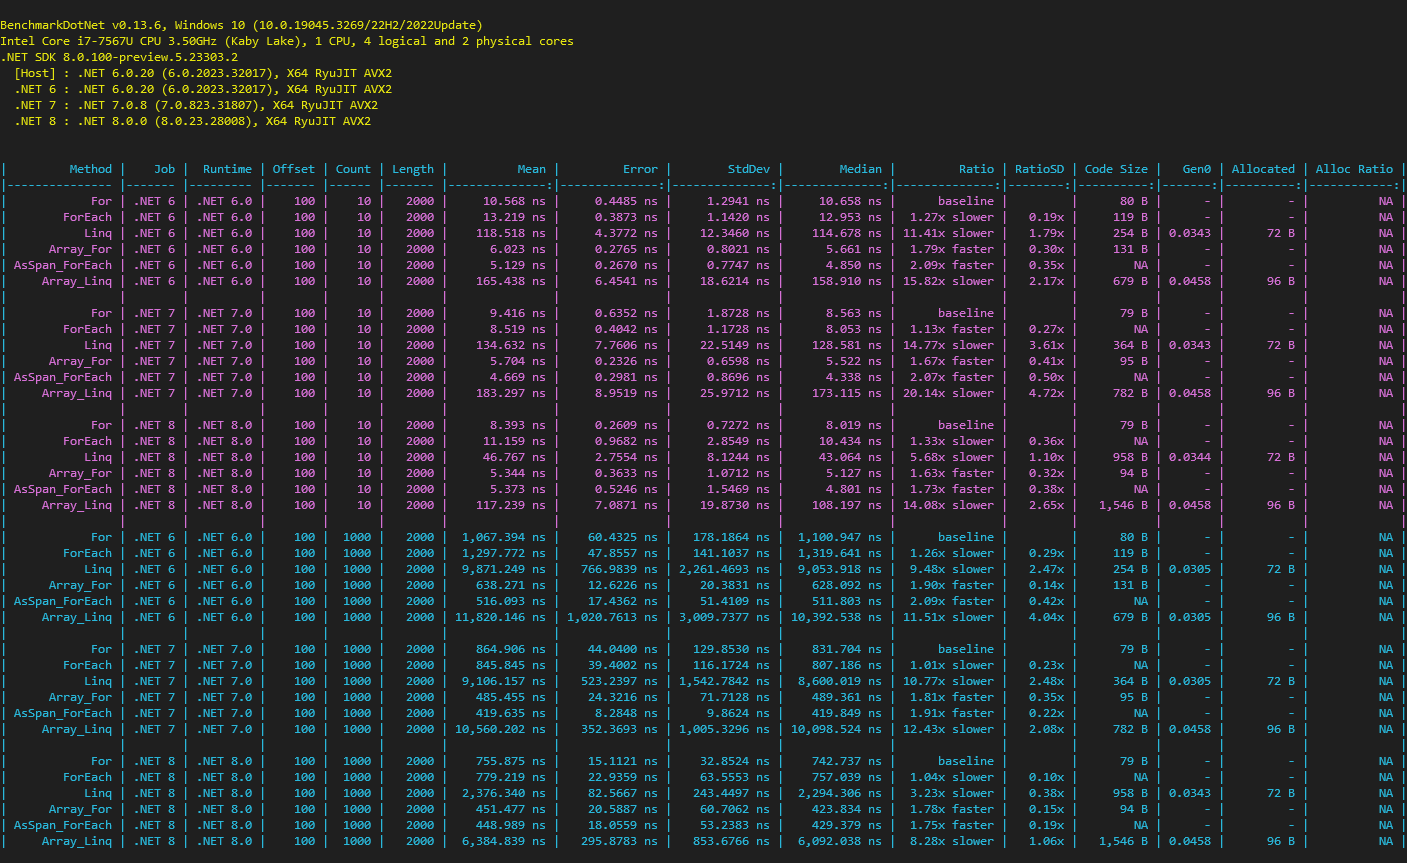 BenchmarkDotNet v0.13.6, Windows 10 (10.0.19045.3269/22H2/2022Update)
Intel Core i7-7567U CPU 3.50GHz (Kaby Lake), 1 CPU, 4 logical and 2 physical cores
.NET SDK 8.0.100-preview.5.23303.2
[Host] : .NET 6.0.20 (6.0.2023.32017), X64 RyuJIT AVX2
.NET 6 : .NET 6.0.20 (6.0.2023.32017), X64 RyuJIT AVX2
.NET 7 : .NET 7.0.8 (7.0.823.31807), X64 RyuJIT AVX2
.NET 8 : .NET 8.0.0 (8.0.23.28008), X64 RyuJIT AVX2
| Method | Job | Runtime | Offset | Count | Length | Mean | Error | StdDev | Median | Ratio | RatioSD | Code Size | Gen0 | Allocated | Alloc Ratio |
|--------------- |------- |--------- |------- |------ |------- |--------------:|--------------:|--------------:|--------------:|--------------:|--------:|-----------:|-------:|----------:|------------:|
| For | .NET 6 | .NET 6.0 | 100 | 10 | 2000 | 10.568 ns | 0.4485 ns | 1.2941 ns | 10.658 ns | baseline | | 80 B | - | - | NA |
| ForEach | .NET 6 | .NET 6.0 | 100 | 10 | 2000 | 13.219 ns | 0.3873 ns | 1.1420 ns | 12.953 ns | 1.27x slower | 0.19x | 119 B | - | - | NA |
| Linq | .NET 6 | .NET 6.0 | 100 | 10 | 2000 | 118.518 ns | 4.3772 ns | 12.3460 ns | 114.678 ns | 11.41x slower | 1.79x | 254 B | 0.0343 | 72 B | NA |
| Array_For | .NET 6 | .NET 6.0 | 100 | 10 | 2000 | 6.023 ns | 0.2765 ns | 0.8021 ns | 5.661 ns | 1.79x faster | 0.30x | 131 B | - | - | NA |
| AsSpan_ForEach | .NET 6 | .NET 6.0 | 100 | 10 | 2000 | 5.129 ns | 0.2670 ns | 0.7747 ns | 4.850 ns | 2.09x faster | 0.35x | NA | - | - | NA |
| Array_Linq | .NET 6 | .NET 6.0 | 100 | 10 | 2000 | 165.438 ns | 6.4541 ns | 18.6214 ns | 158.910 ns | 15.82x slower | 2.17x | 679 B | 0.0458 | 96 B | NA |
| | | | | | | | | | | | | | | | |
| For | .NET 7 | .NET 7.0 | 100 | 10 | 2000 | 9.416 ns | 0.6352 ns | 1.8728 ns | 8.563 ns | baseline | | 79 B | - | - | NA |
| ForEach | .NET 7 | .NET 7.0 | 100 | 10 | 2000 | 8.519 ns | 0.4042 ns | 1.1728 ns | 8.053 ns | 1.13x faster | 0.27x | NA | - | - | NA |
| Linq | .NET 7 | .NET 7.0 | 100 | 10 | 2000 | 134.632 ns | 7.7606 ns | 22.5149 ns | 128.581 ns | 14.77x slower | 3.61x | 364 B | 0.0343 | 72 B | NA |
| Array_For | .NET 7 | .NET 7.0 | 100 | 10 | 2000 | 5.704 ns | 0.2326 ns | 0.6598 ns | 5.522 ns | 1.67x faster | 0.41x | 95 B | - | - | NA |
| AsSpan_ForEach | .NET 7 | .NET 7.0 | 100 | 10 | 2000 | 4.669 ns | 0.2981 ns | 0.8696 ns | 4.338 ns | 2.07x faster | 0.50x | NA | - | - | NA |
| Array_Linq | .NET 7 | .NET 7.0 | 100 | 10 | 2000 | 183.297 ns | 8.9519 ns | 25.9712 ns | 173.115 ns | 20.14x slower | 4.72x | 782 B | 0.0458 | 96 B | NA |
| | | | | | | | | | | | | | | | |
| For | .NET 8 | .NET 8.0 | 100 | 10 | 2000 | 8.393 ns | 0.2609 ns | 0.7272 ns | 8.019 ns | baseline | | 79 B | - | - | NA |
| ForEach | .NET 8 | .NET 8.0 | 100 | 10 | 2000 | 11.159 ns | 0.9682 ns | 2.8549 ns | 10.434 ns | 1.33x slower | 0.36x | NA | - | - | NA |
| Linq | .NET 8 | .NET 8.0 | 100 | 10 | 2000 | 46.767 ns | 2.7554 ns | 8.1244 ns | 43.064 ns | 5.68x slower | 1.10x | 958 B | 0.0344 | 72 B | NA |
| Array_For | .NET 8 | .NET 8.0 | 100 | 10 | 2000 | 5.344 ns | 0.3633 ns | 1.0712 ns | 5.127 ns | 1.63x faster | 0.32x | 94 B | - | - | NA |
| AsSpan_ForEach | .NET 8 | .NET 8.0 | 100 | 10 | 2000 | 5.373 ns | 0.5246 ns | 1.5469 ns | 4.801 ns | 1.73x faster | 0.38x | NA | - | - | NA |
| Array_Linq | .NET 8 | .NET 8.0 | 100 | 10 | 2000 | 117.239 ns | 7.0871 ns | 19.8730 ns | 108.197 ns | 14.08x slower | 2.65x | 1,546 B | 0.0458 | 96 B | NA |
| | | | | | | | | | | | | | | | |
| For | .NET 6 | .NET 6.0 | 100 | 1000 | 2000 | 1,067.394 ns | 60.4325 ns | 178.1864 ns | 1,100.947 ns | baseline | | 80 B | - | - | NA |
| ForEach | .NET 6 | .NET 6.0 | 100 | 1000 | 2000 | 1,297.772 ns | 47.8557 ns | 141.1037 ns | 1,319.641 ns | 1.26x slower | 0.29x | 119 B | - | - | NA |
| Linq | .NET 6 | .NET 6.0 | 100 | 1000 | 2000 | 9,871.249 ns | 766.9839 ns | 2,261.4693 ns | 9,053.918 ns | 9.48x slower | 2.47x | 254 B | 0.0305 | 72 B | NA |
| Array_For | .NET 6 | .NET 6.0 | 100 | 1000 | 2000 | 638.271 ns | 12.6226 ns | 20.3831 ns | 628.092 ns | 1.90x faster | 0.14x | 131 B | - | - | NA |
| AsSpan_ForEach | .NET 6 | .NET 6.0 | 100 | 1000 | 2000 | 516.093 ns | 17.4362 ns | 51.4109 ns | 511.803 ns | 2.09x faster | 0.42x | NA | - | - | NA |
| Array_Linq | .NET 6 | .NET 6.0 | 100 | 1000 | 2000 | 11,820.146 ns | 1,020.7613 ns | 3,009.7377 ns | 10,392.538 ns | 11.51x slower | 4.04x | 679 B | 0.0305 | 96 B | NA |
| | | | | | | | | | | | | | | | |
| For | .NET 7 | .NET 7.0 | 100 | 1000 | 2000 | 864.906 ns | 44.0400 ns | 129.8530 ns | 831.704 ns | baseline | | 79 B | - | - | NA |
| ForEach | .NET 7 | .NET 7.0 | 100 | 1000 | 2000 | 845.845 ns | 39.4002 ns | 116.1724 ns | 807.186 ns | 1.01x slower | 0.23x | NA | - | - | NA |
| Linq | .NET 7 | .NET 7.0 | 100 | 1000 | 2000 | 9,106.157 ns | 523.2397 ns | 1,542.7842 ns | 8,600.019 ns | 10.77x slower | 2.48x | 364 B | 0.0305 | 72 B | NA |
| Array_For | .NET 7 | .NET 7.0 | 100 | 1000 | 2000 | 485.455 ns | 24.3216 ns | 71.7128 ns | 489.361 ns | 1.81x faster | 0.35x | 95 B | - | - | NA |
| AsSpan_ForEach | .NET 7 | .NET 7.0 | 100 | 1000 | 2000 | 419.635 ns | 8.2848 ns | 9.8624 ns | 419.849 ns | 1.91x faster | 0.22x | NA | - | - | NA |
| Array_Linq | .NET 7 | .NET 7.0 | 100 | 1000 | 2000 | 10,560.202 ns | 352.3693 ns | 1,005.3296 ns | 10,098.524 ns | 12.43x slower | 2.08x | 782 B | 0.0458 | 96 B | NA |
| | | | | | | | | | | | | | | | |
| For | .NET 8 | .NET 8.0 | 100 | 1000 | 2000 | 755.875 ns | 15.1121 ns | 32.8524 ns | 742.737 ns | baseline | | 79 B | - | - | NA |
| ForEach | .NET 8 | .NET 8.0 | 100 | 1000 | 2000 | 779.219 ns | 22.9359 ns | 63.5553 ns | 757.039 ns | 1.04x slower | 0.10x | NA | - | - | NA |
| Linq | .NET 8 | .NET 8.0 | 100 | 1000 | 2000 | 2,376.340 ns | 82.5667 ns | 243.4497 ns | 2,294.306 ns | 3.23x slower | 0.38x | 958 B | 0.0343 | 72 B | NA |
| Array_For | .NET 8 | .NET 8.0 | 100 | 1000 | 2000 | 451.477 ns | 20.5887 ns | 60.7062 ns | 423.834 ns | 1.78x faster | 0.15x | 94 B | - | - | NA |
| AsSpan_ForEach | .NET 8 | .NET 8.0 | 100 | 1000 | 2000 | 448.989 ns | 18.0559 ns | 53.2383 ns | 429.379 ns | 1.75x faster | 0.19x | NA | - | - | NA |
| Array_Linq | .NET 8 | .NET 8.0 | 100 | 1000 | 2000 | 6,384.839 ns | 295.8783 ns | 853.6766 ns | 6,092.038 ns | 8.28x slower | 1.06x | 1,546 B | 0.0458 | 96 B | NA |